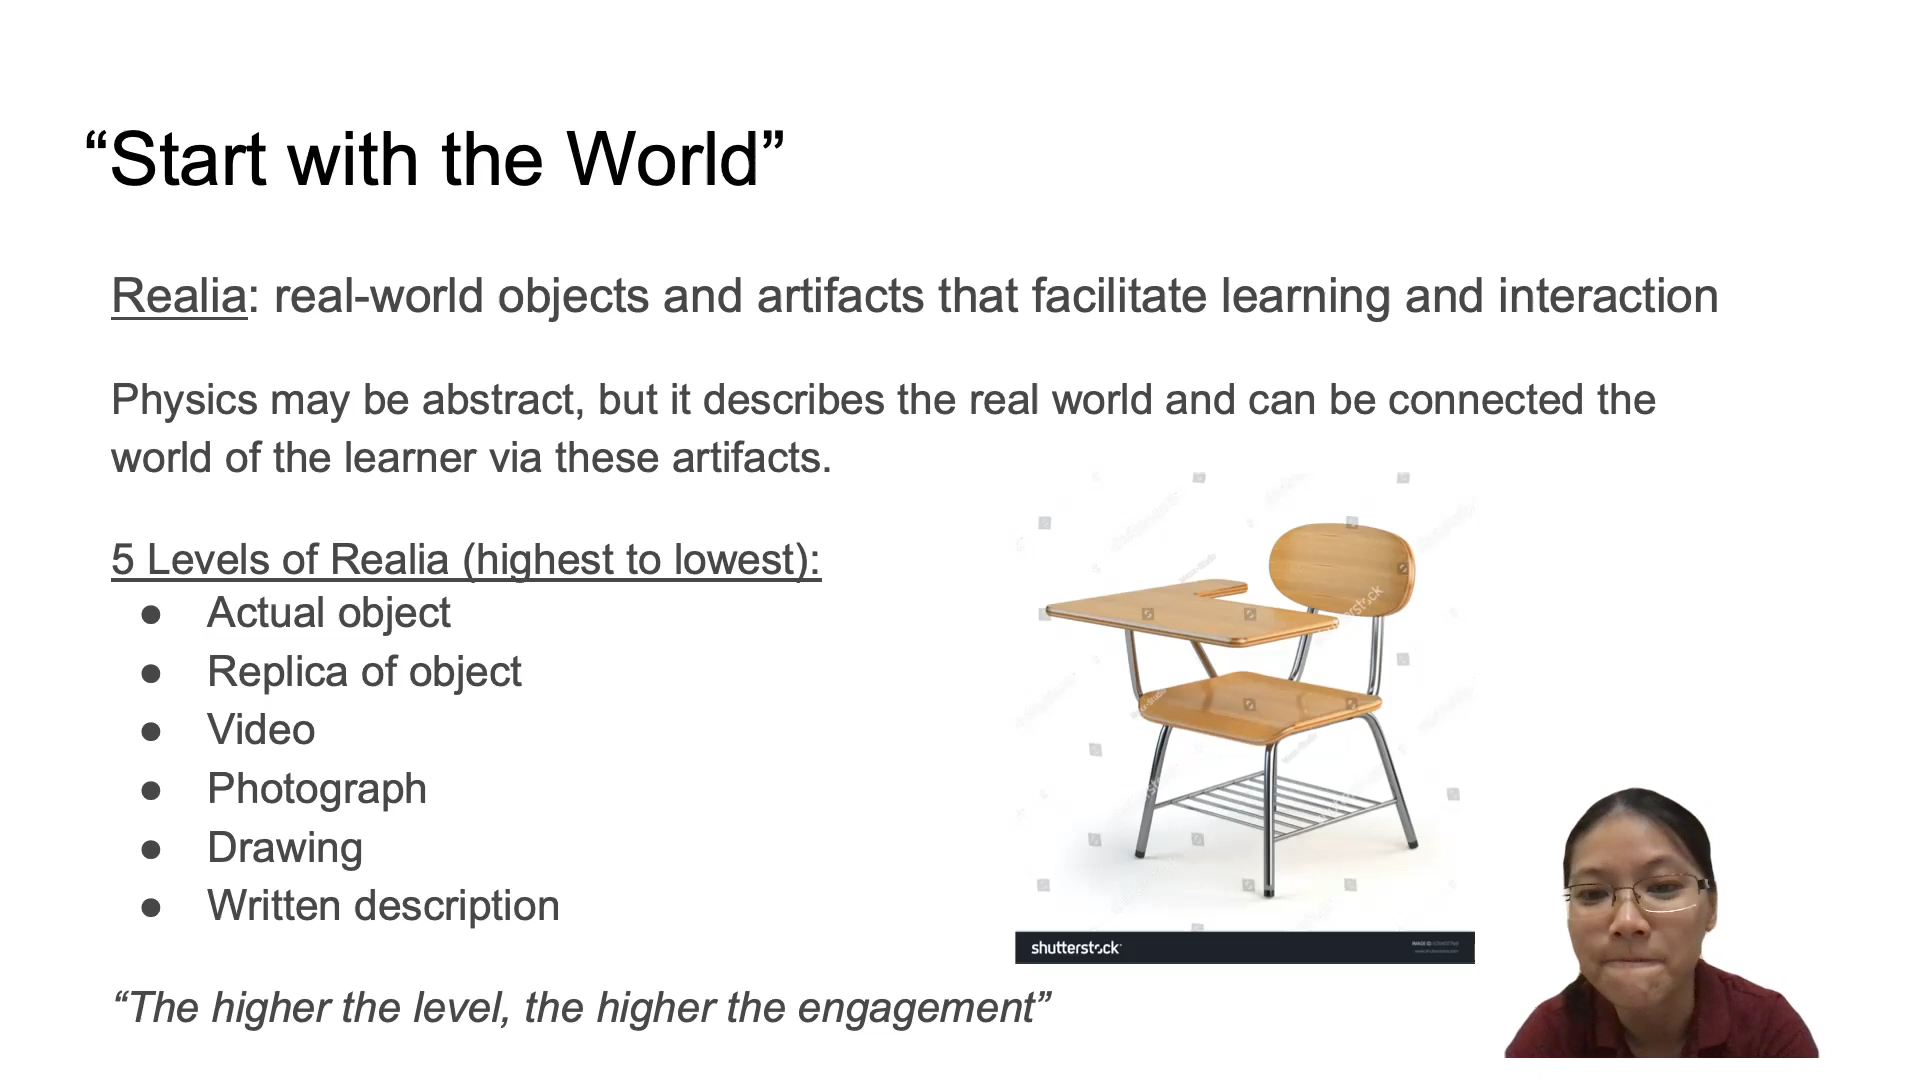 “Start with the World”
Realia: real-world objects and artifacts that facilitate learning and interaction
Physics may be abstract, but it describes the real world and can be connected the
world of the learner via these artifacts.
5 Levels of Realia (highest to lowest):
● Actual object
● Replica of object
● Video
● Photograph
● Drawing
● Written description
shutterstock
“The higher the level, the higher the engagement”